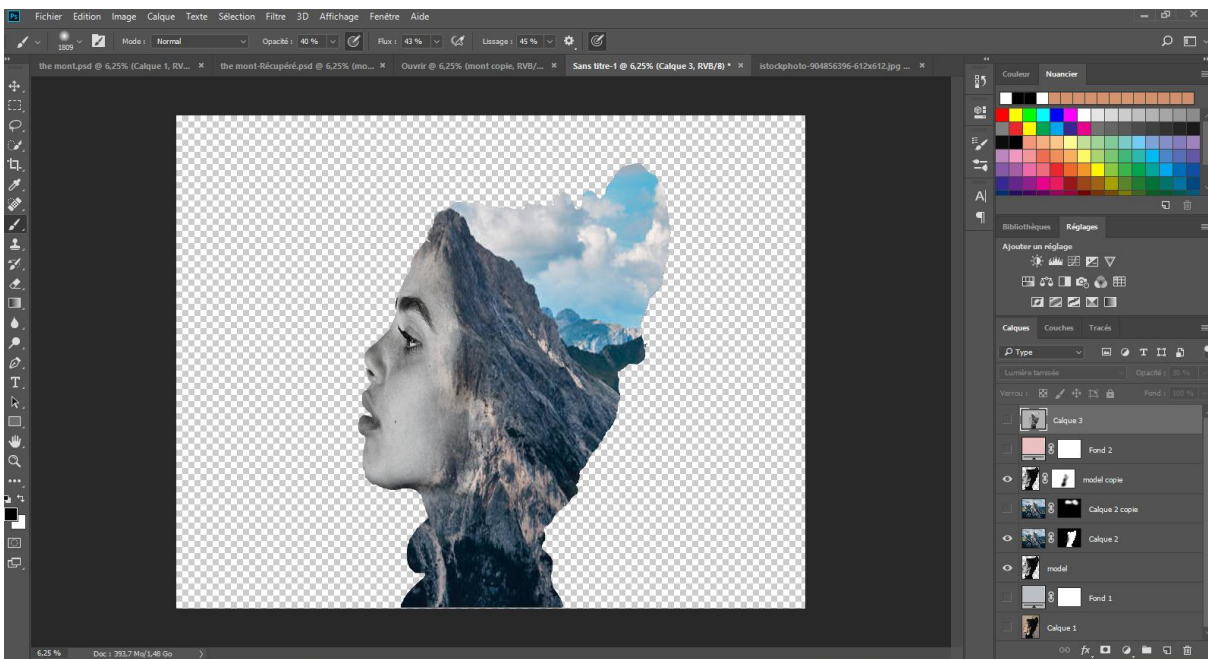 Ps Fichier Edition Image Calque Texte Sélection Filtre 3D Affichage Fenêtre Aide
1809 Mode : Normal Opacité : 40 % Flux : 43 % Lissage : 45 %
the mont.psd @ 6,25% (Calque 1, RV... × the mont-Récupéré.psd @ 6,25% (mo... × Ouvrir @ 6,25% (mont copie, RVB/... × Sans titre-1 @ 6,25% (Calque 3, RVB/8) * × istockphoto-904856396-612x612.jpg ... ×
Couleur Nuancier
Bibliothèques Réglages
Ajouter un réglage
Calques Couches Tracés
Type
Lumière tamisée Opacité : 30 %
Verrou : Fond : 100 %
Calque 3
Fond 2
model copie
Calque 2 copie
Calque 2
model
Fond 1
Calque 1
6,25 % Doc : 393,7 Mo/1,48 Go